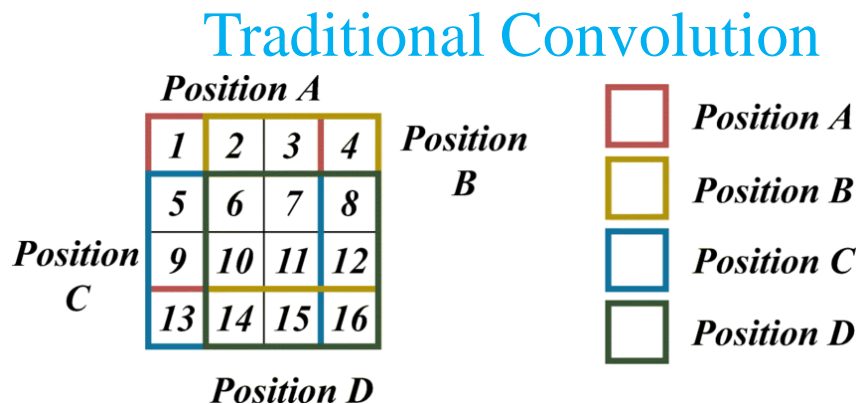 Traditional Convolution
Position A
1 2 3 4
5 6 7 8
9 10 11 12
13 14 15 16
Position
B
Position
C
Position D
Position A
Position B
Position C
Position D